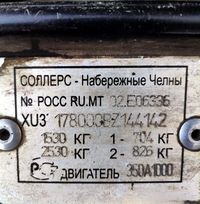 СОЛЛЕРС - Набережные Челны
№ РОСС RU.MT 02.E06336
XU3 178000BZ144142
1530 КГ 1 - 704 КГ
2530 КГ 2 - 826 КГ
ДВИГАТЕЛЬ 350A1000